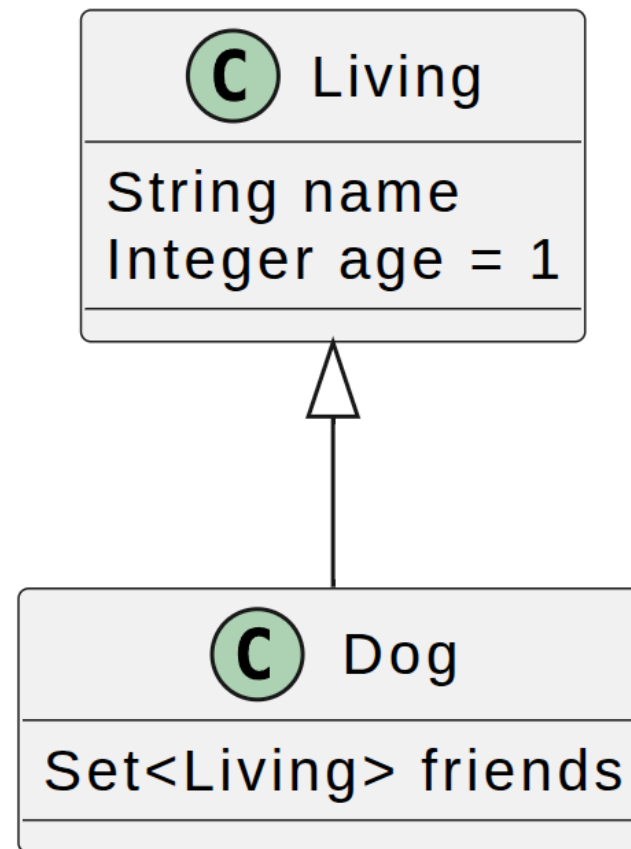 C Living
String name
Integer age = 1
C Dog
Set<Living> friends